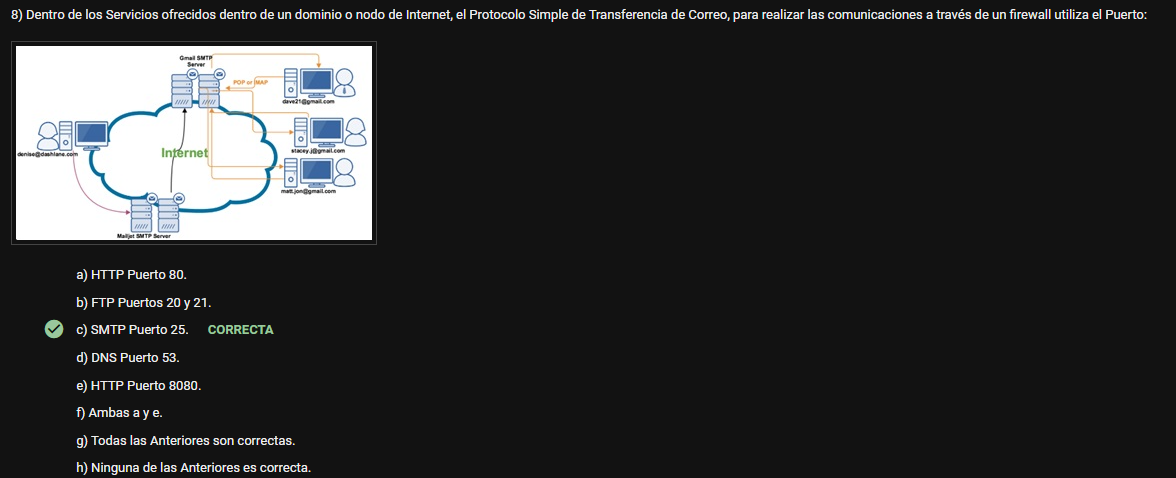 8) Dentro de los Servicios ofrecidos dentro de un dominio o nodo de Internet, el Protocolo Simple de Transferencia de Correo, para realizar las comunicaciones a través de un firewall utiliza el Puerto:
Gmail SMTP
Server
POP or IMAP
dave21@gmail.com
denise@dashlane.com
Internet
stacey.j@gmail.com
matt.jon@gmail.com
Mailjet SMTP Server
a) HTTP Puerto 80.
b) FTP Puertos 20 y 21.
c) SMTP Puerto 25. CORRECTA
d) DNS Puerto 53.
e) HTTP Puerto 8080.
f) Ambas a y e.
g) Todas las Anteriores son correctas.
h) Ninguna de las Anteriores es correcta.